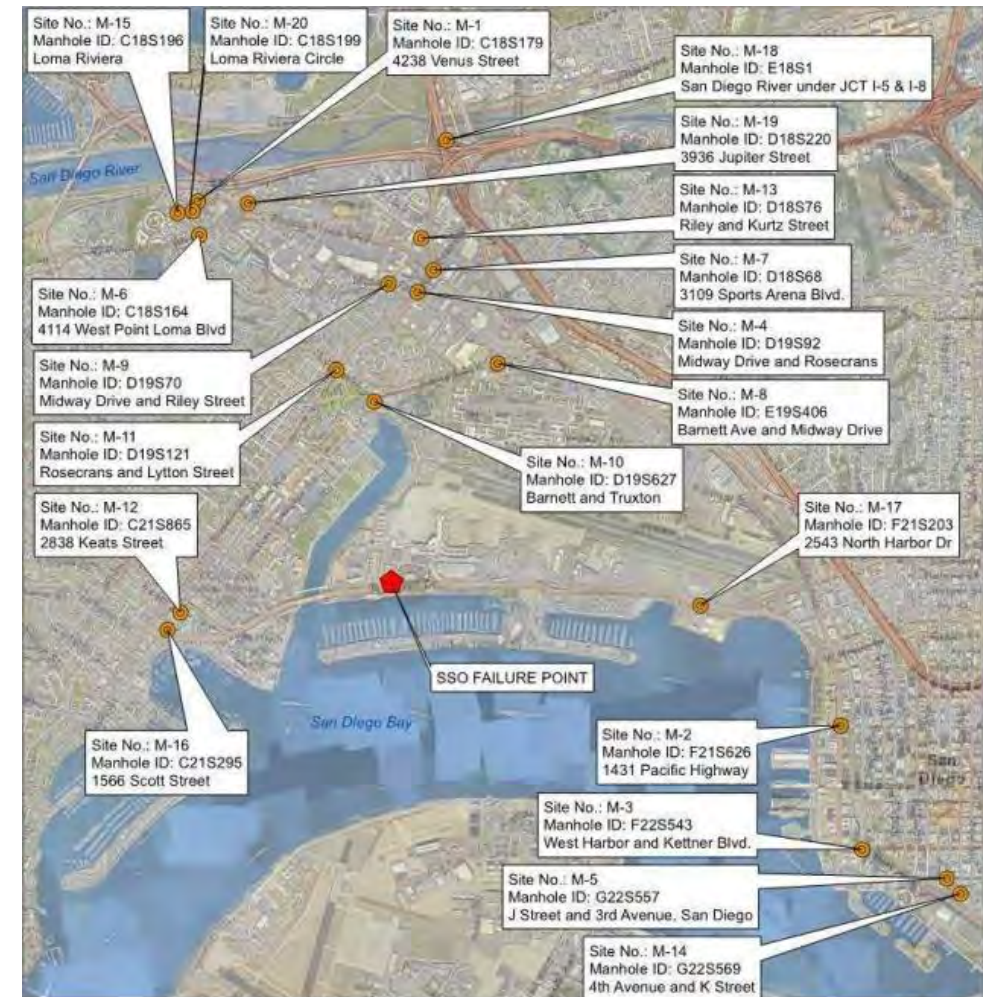 Site No.: M-15
Manhole ID: C18S196
Loma Riviera
Site No.: M-20
Manhole ID: C18S199
Loma Riviera Circle
Site No.: M-1
Manhole ID: C18S179
4238 Venus Street
Site No.: M-18
Manhole ID: E18S1
San Diego River under JCT I-5 & I-8
Site No.: M-19
Manhole ID: D18S220
3936 Jupiter Street
San Diego River
Site No.: M-13
Manhole ID: D18S76
Riley and Kurtz Street
Site No.: M-7
Manhole ID: D18S68
3109 Sports Arena Blvd.
Site No.: M-6
Manhole ID: C18S164
4114 West Point Loma Blvd
Site No.: M-4
Manhole ID: D19S92
Midway Drive and Rosecrans
Site No.: M-9
Manhole ID: D19S70
Midway Drive and Riley Street
Site No.: M-8
Manhole ID: E19S406
Barnett Ave and Midway Drive
Site No.: M-11
Manhole ID: D19S121
Rosecrans and Lytton Street
Site No.: M-10
Manhole ID: D19S627
Barnett and Truxton
Site No.: M-12
Manhole ID: C21S865
2838 Keats Street
Site No.: M-17
Manhole ID: F21S203
2543 North Harbor Dr
SSO FAILURE POINT
San Diego Bay
Site No.: M-16
Manhole ID: C21S295
1566 Scott Street
Site No.: M-2
Manhole ID: F21S626
1431 Pacific Highway
San
Diego
Site No.: M-3
Manhole ID: F22S543
West Harbor and Kettner Blvd.
Site No.: M-5
Manhole ID: G22S557
J Street and 3rd Avenue, San Diego
Site No.: M-14
Manhole ID: G22S569
4th Avenue and K Street